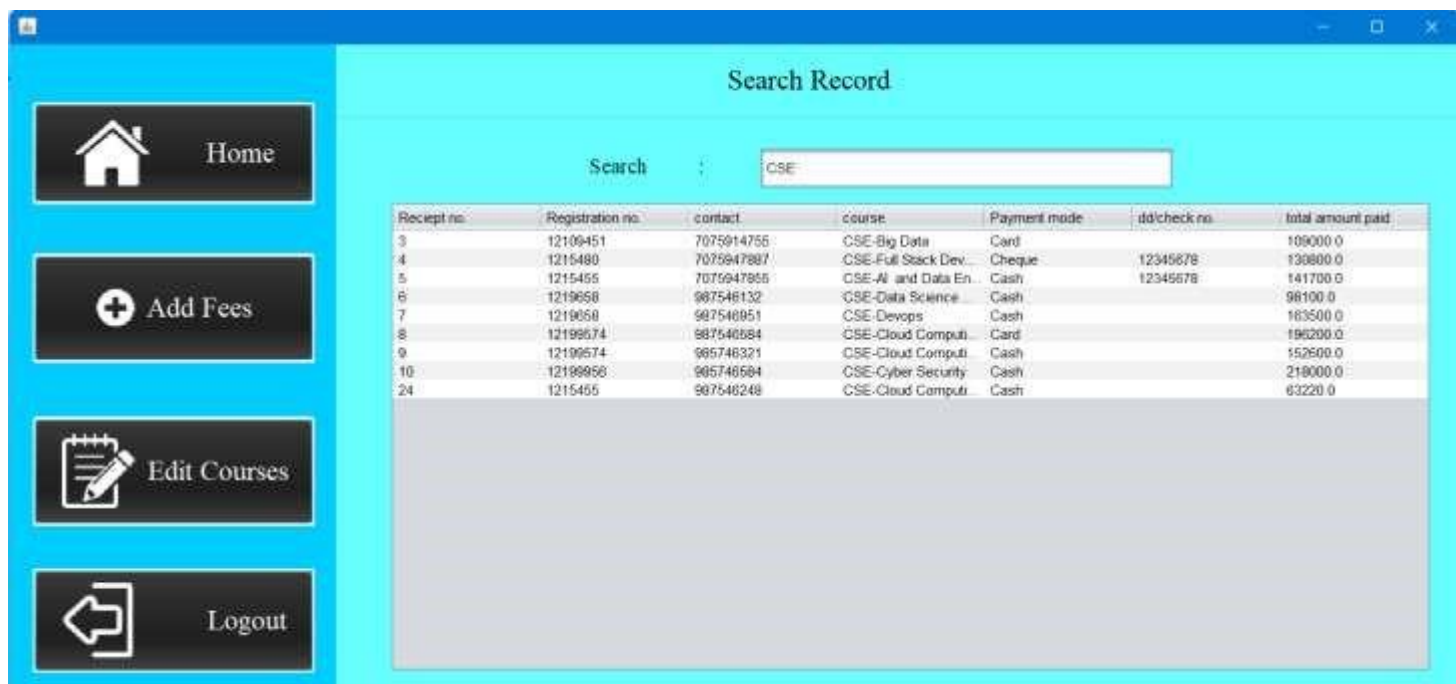 Search Record
Home
Search : CSE
Reciept no. Registration no. contact course Payment mode dd/check no. total amount paid
3 12109451 7075914755 CSE-Big Data Card 109000.0
4 1215480 7075947887 CSE-Full Stack Dev... Cheque 12345678 130800.0
5 1215455 7075947855 CSE-AI and Data En... Cash 12345678 141700.0
6 1219658 987546132 CSE-Data Science ... Cash 98100.0
7 1219658 987546951 CSE-Devops Cash 163500.0
8 12199574 987546584 CSE-Cloud Computi... Card 196200.0
9 12199574 985746321 CSE-Cloud Computi... Cash 152600.0
10 12199956 985746584 CSE-Cyber Security Cash 218000.0
24 1215455 987546248 CSE-Cloud Computi... Cash 63220.0
Add Fees
Edit Courses
Logout